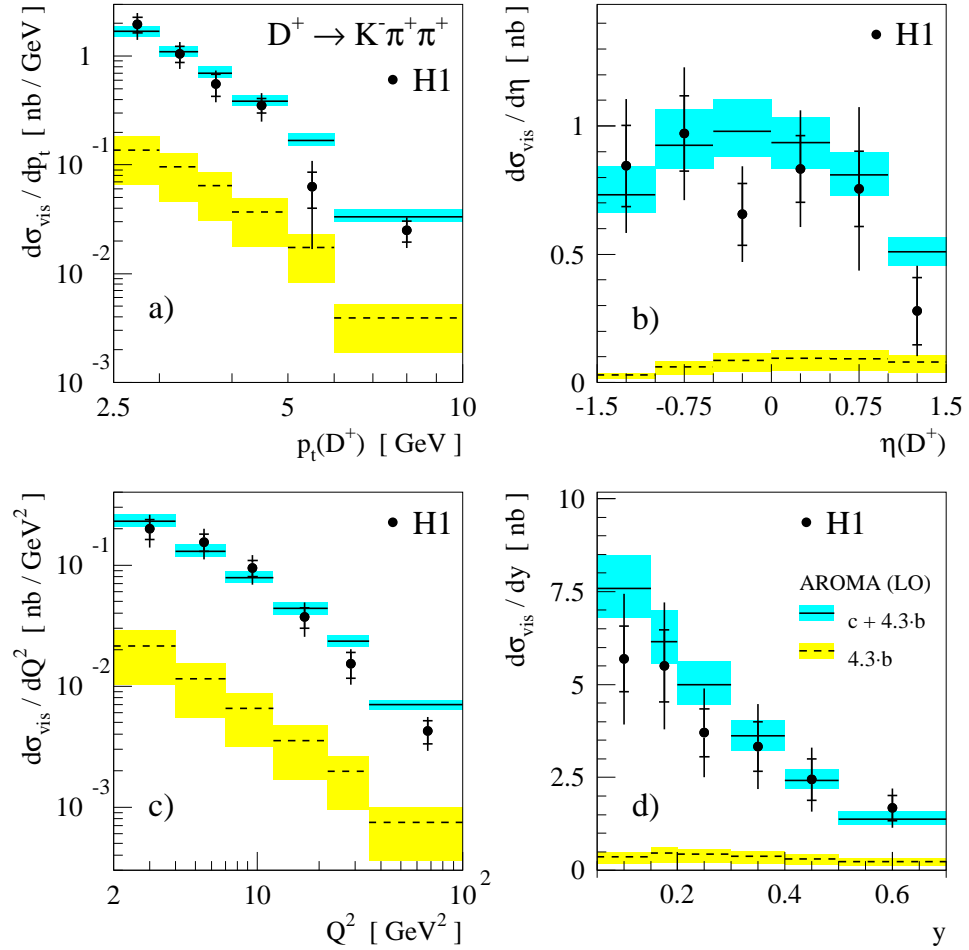 dσ_vis / dp_t [ nb / GeV ]
D⁺ → K⁻π⁺π⁺
H1
1
10⁻¹
10⁻²
10⁻³
a)
2.5
5
10
p_t(D⁺) [ GeV ]
dσ_vis / dη [ nb ]
H1
1
0.5
0
b)
-1.5
-0.75
0
0.75
1.5
η(D⁺)
dσ_vis / dQ² [ nb / GeV² ]
H1
10⁻¹
10⁻²
10⁻³
c)
2
10
10²
Q² [ GeV² ]
dσ_vis / dy [ nb ]
H1
10
7.5
5
2.5
0
AROMA (LO)
c + 4.3·b
4.3·b
d)
0.2
0.4
0.6
y